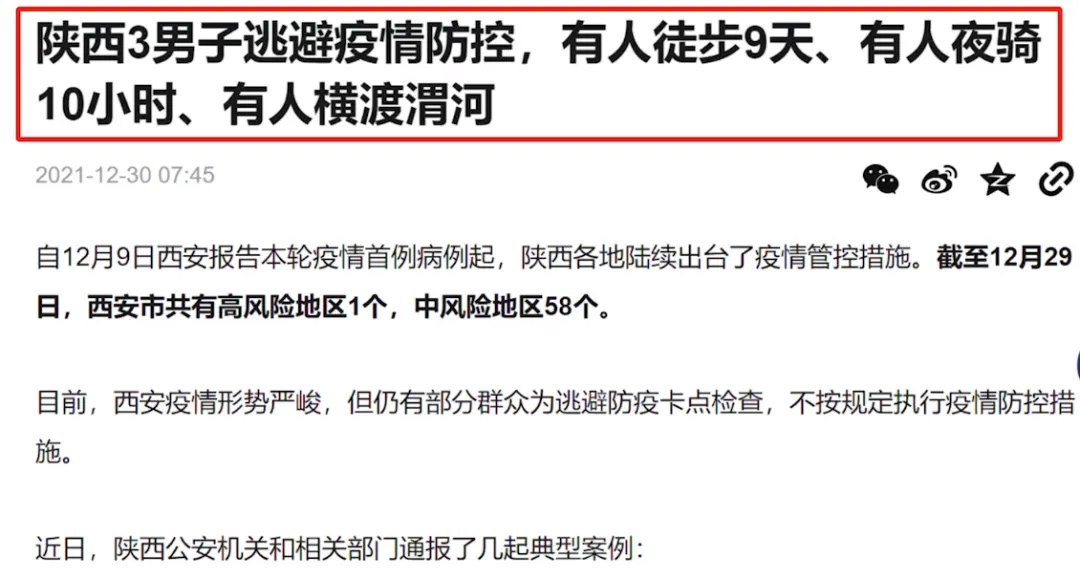 陕西3男子逃避疫情防控，有人徒步9天、有人夜骑
10小时、有人横渡渭河
2021-12-30 07:45
自12月9日西安报告本轮疫情首例病例起，陕西各地陆续出台了疫情管控措施。截至12月29
日，西安市共有高风险地区1个，中风险地区58个。
目前，西安疫情形势严峻，但仍有部分群众为逃避防疫卡点检查，不按规定执行疫情防控措
施。
近日，陕西公安机关和相关部门通报了几起典型案例：